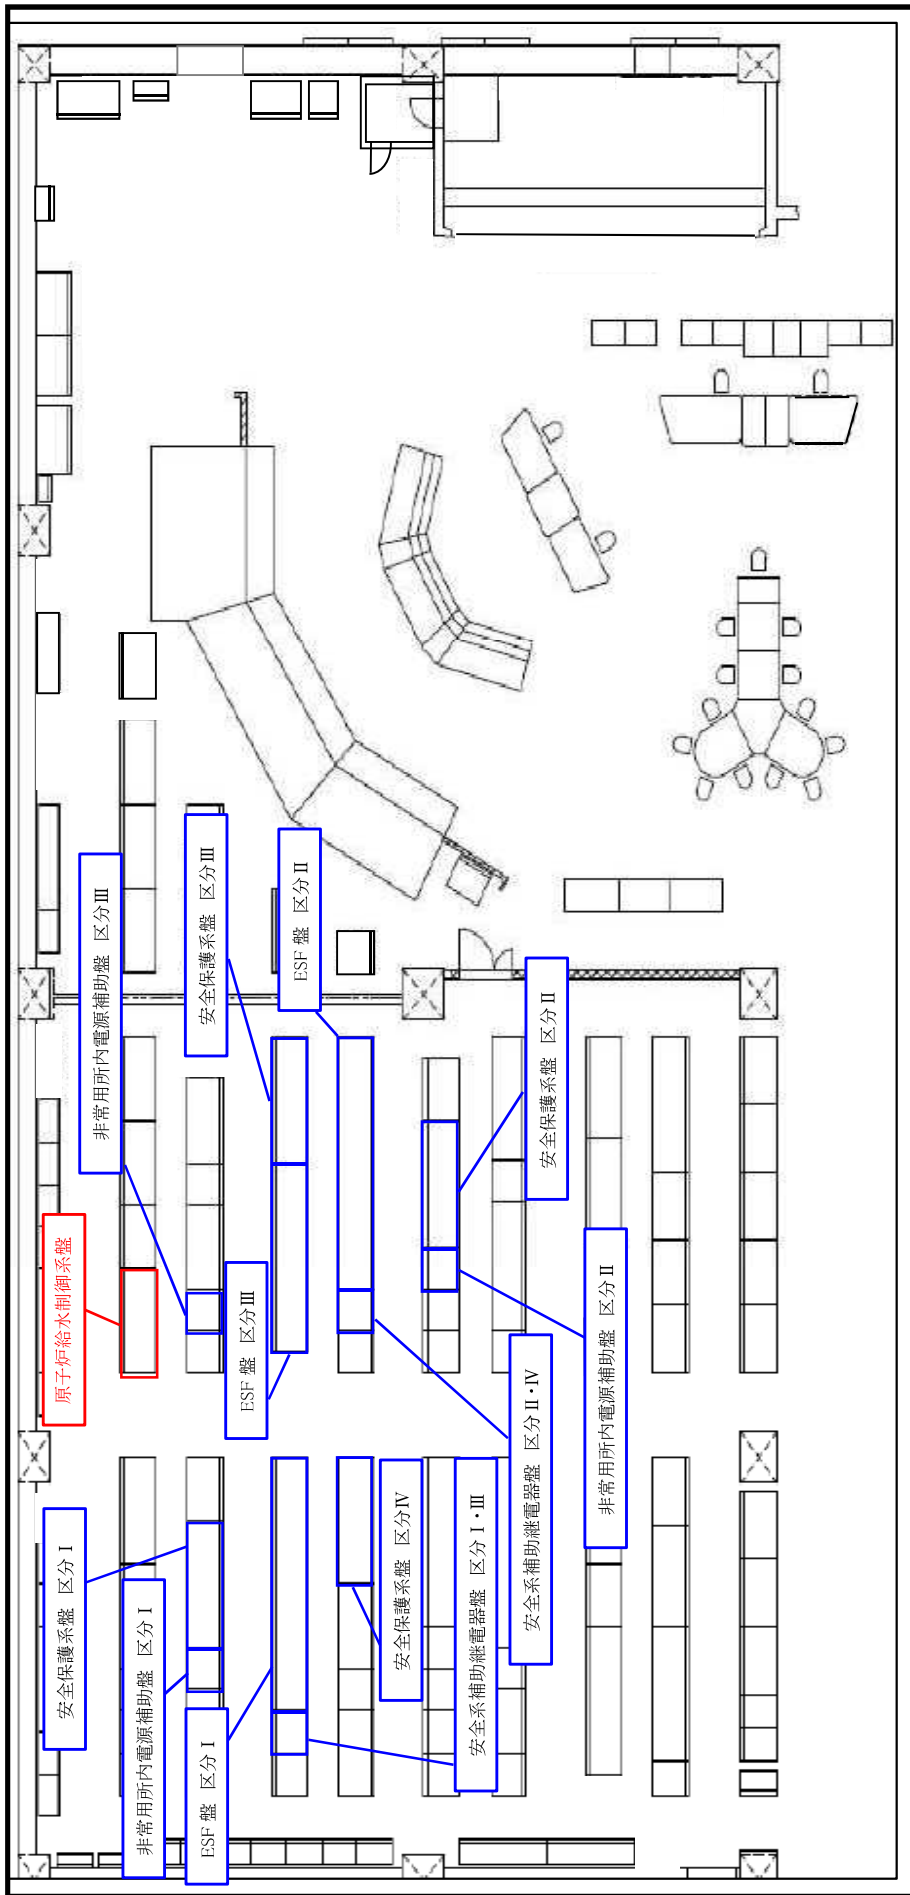 非常用所内電源補助盤 区分Ⅲ
安全保護系盤 区分Ⅲ
ESF 盤 区分Ⅱ
安全保護系盤 区分Ⅱ
原子炉給水制御系盤
ESF 盤 区分Ⅲ
非常用所内電源補助盤 区分Ⅱ
安全系補助継電器盤 区分Ⅱ・Ⅳ
安全保護系盤 区分Ⅰ
非常用所内電源補助盤 区分Ⅰ
ESF 盤 区分Ⅰ
安全保護系盤 区分Ⅳ
安全系補助継電器盤 区分Ⅰ・Ⅲ